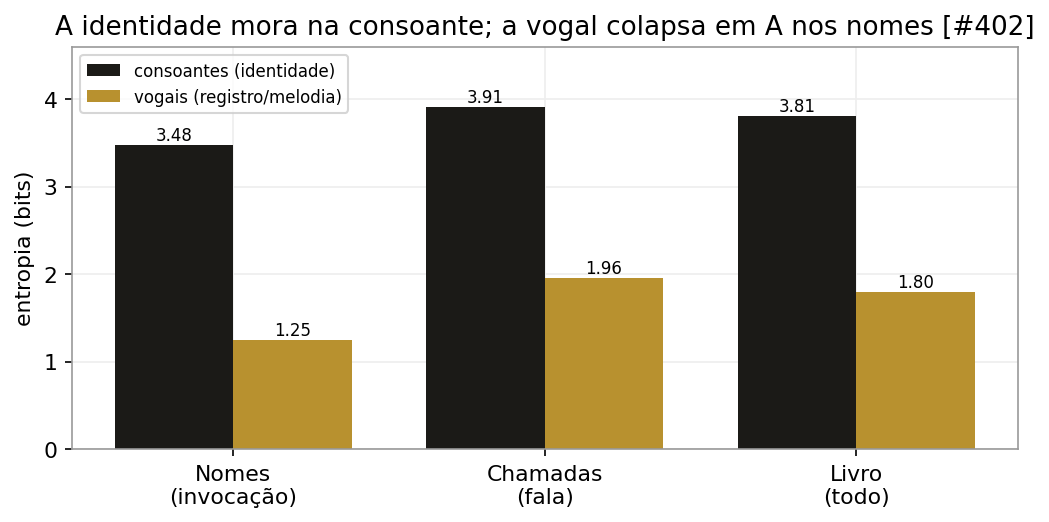 A identidade mora na consoante; a vogal colapsa em A nos nomes [#402]
consoantes (identidade)
vogais (registro/melodia)
entropia (bits)
4
3
2
1
0
3.48
1.25
3.91
1.96
3.81
1.80
Nomes
(invocação)
Chamadas
(fala)
Livro
(todo)